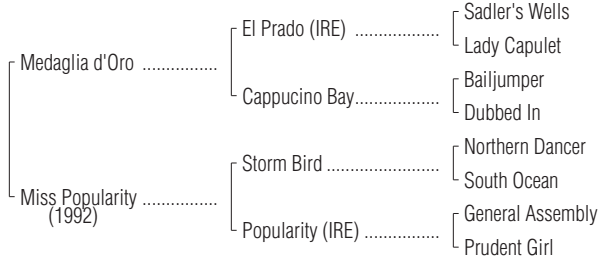 Sadler's Wells
El Prado (IRE) ..................
Lady Capulet
Medaglia d'Oro ................
Bailjumper
Cappucino Bay..................
Dubbed In
Northern Dancer
Storm Bird ........................
South Ocean
Miss Popularity ................
(1992)
General Assembly
Popularity (IRE) ................
Prudent Girl